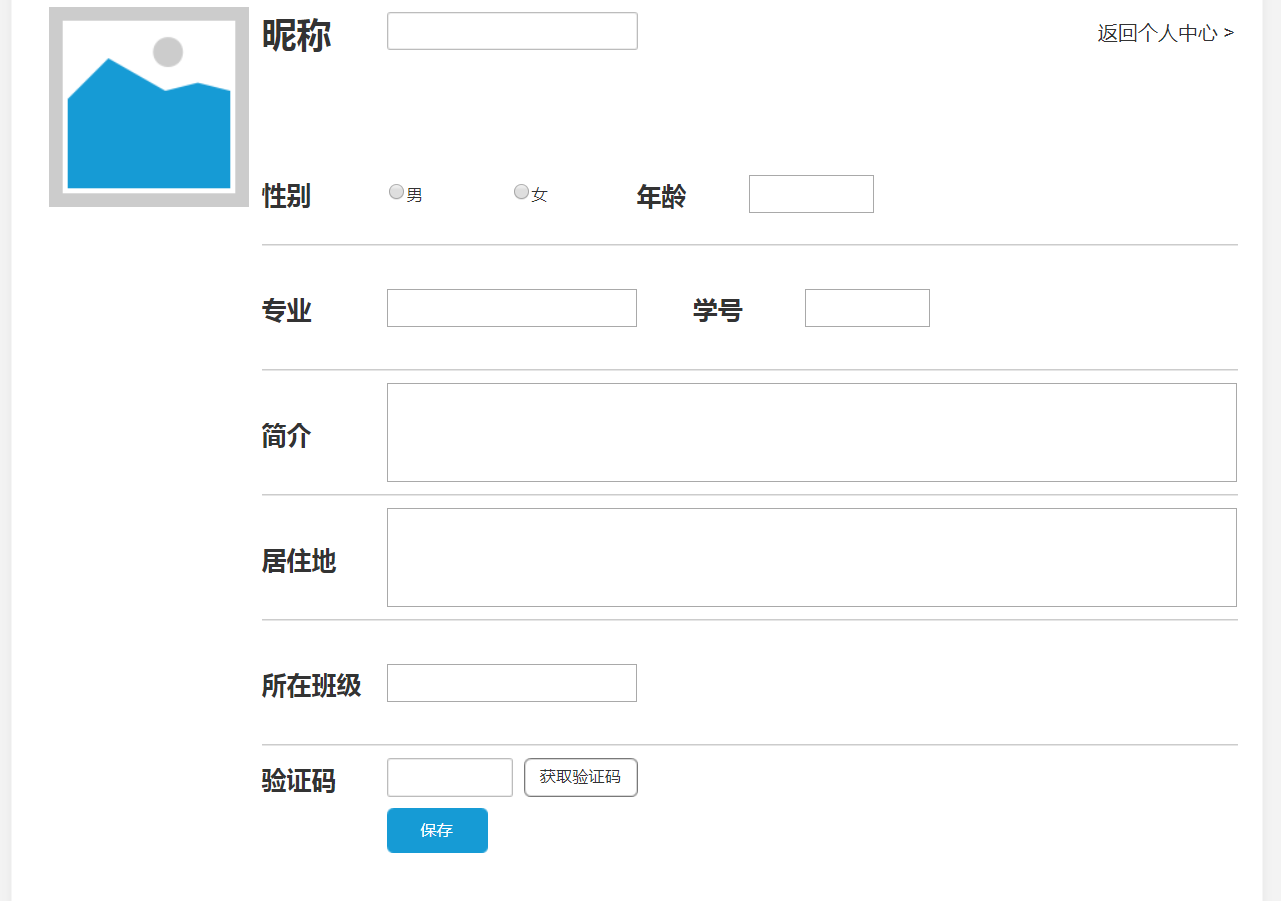 昵称
返回个人中心 >
性别 男 女 年龄
专业 学号
简介
居住地
所在班级
验证码 获取验证码
保存